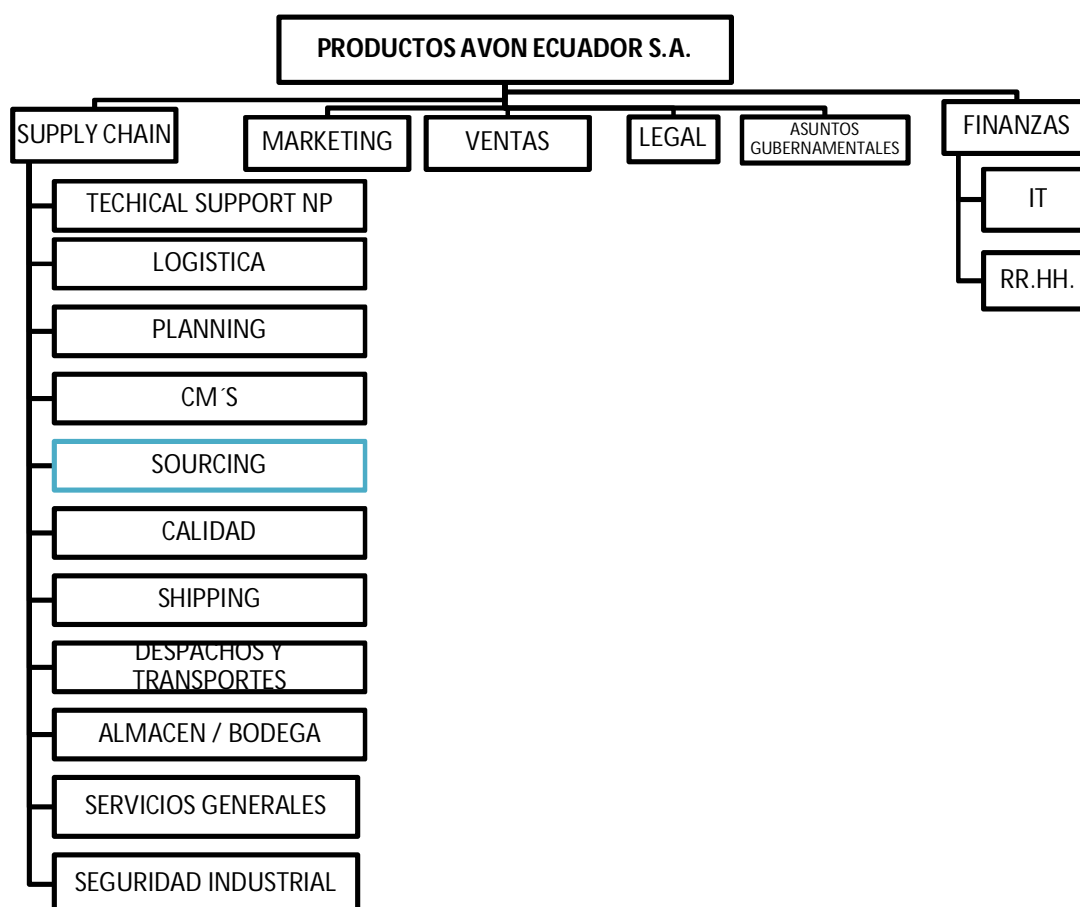 PRODUCTOS AVON ECUADOR S.A.
SUPPLY CHAIN
MARKETING
VENTAS
LEGAL
ASUNTOS
GUBERNAMENTALES
FINANZAS
TECHICAL SUPPORT NP
LOGISTICA
PLANNING
CM´S
SOURCING
CALIDAD
SHIPPING
DESPACHOS Y
TRANSPORTES
ALMACEN / BODEGA
SERVICIOS GENERALES
SEGURIDAD INDUSTRIAL
IT
RR.HH.